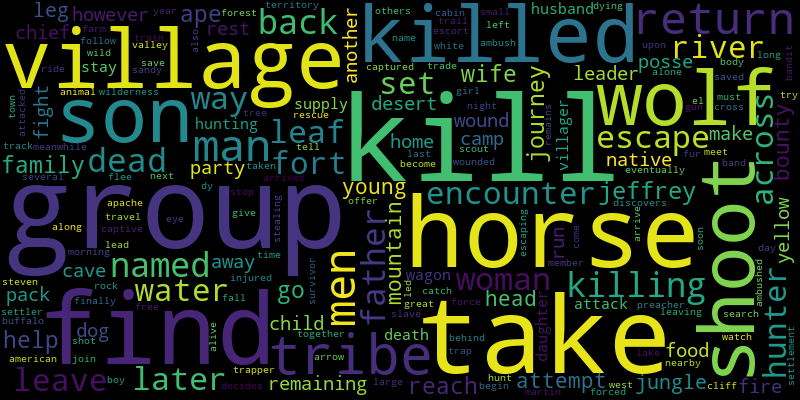 leg however ape back killed husband dying return
chief rest
year forest territory others cabin trail escort white ambush small left name upon river
farm train valley also follow wild save sandy stay another captured trade girl body saved long bandit
village set wife leader posse alone wolf
ride animal wilderness desert night gun el must cross try
town attacked fight son way supply wound escape make across bounty
hunting tree rescue leaf home camp scout journey villager native fur meet
track meanwhile man tell last remains become wounded kill band eventually
family dead fort party taken
several flee next dy young encounter jeffrey
group apache stop arrives offer
along travel eye give stealing father mountain horse escaping run arrive shoot yellow
morning captive lead time men come soon day
cave named away wagon woman member discovers hunter
steven rock water injured survivor led catch force head killing ambushed
pack fall go great slave attack preacher leaving search
settler finally free child death behind daughter food watch
buffalo find dog alive together trap take nearby
help shot tribe lake
american join trapper arrow reach hunt attempt west jungle cliff fire settlement
leave boy later decides remaining large begin martin forced